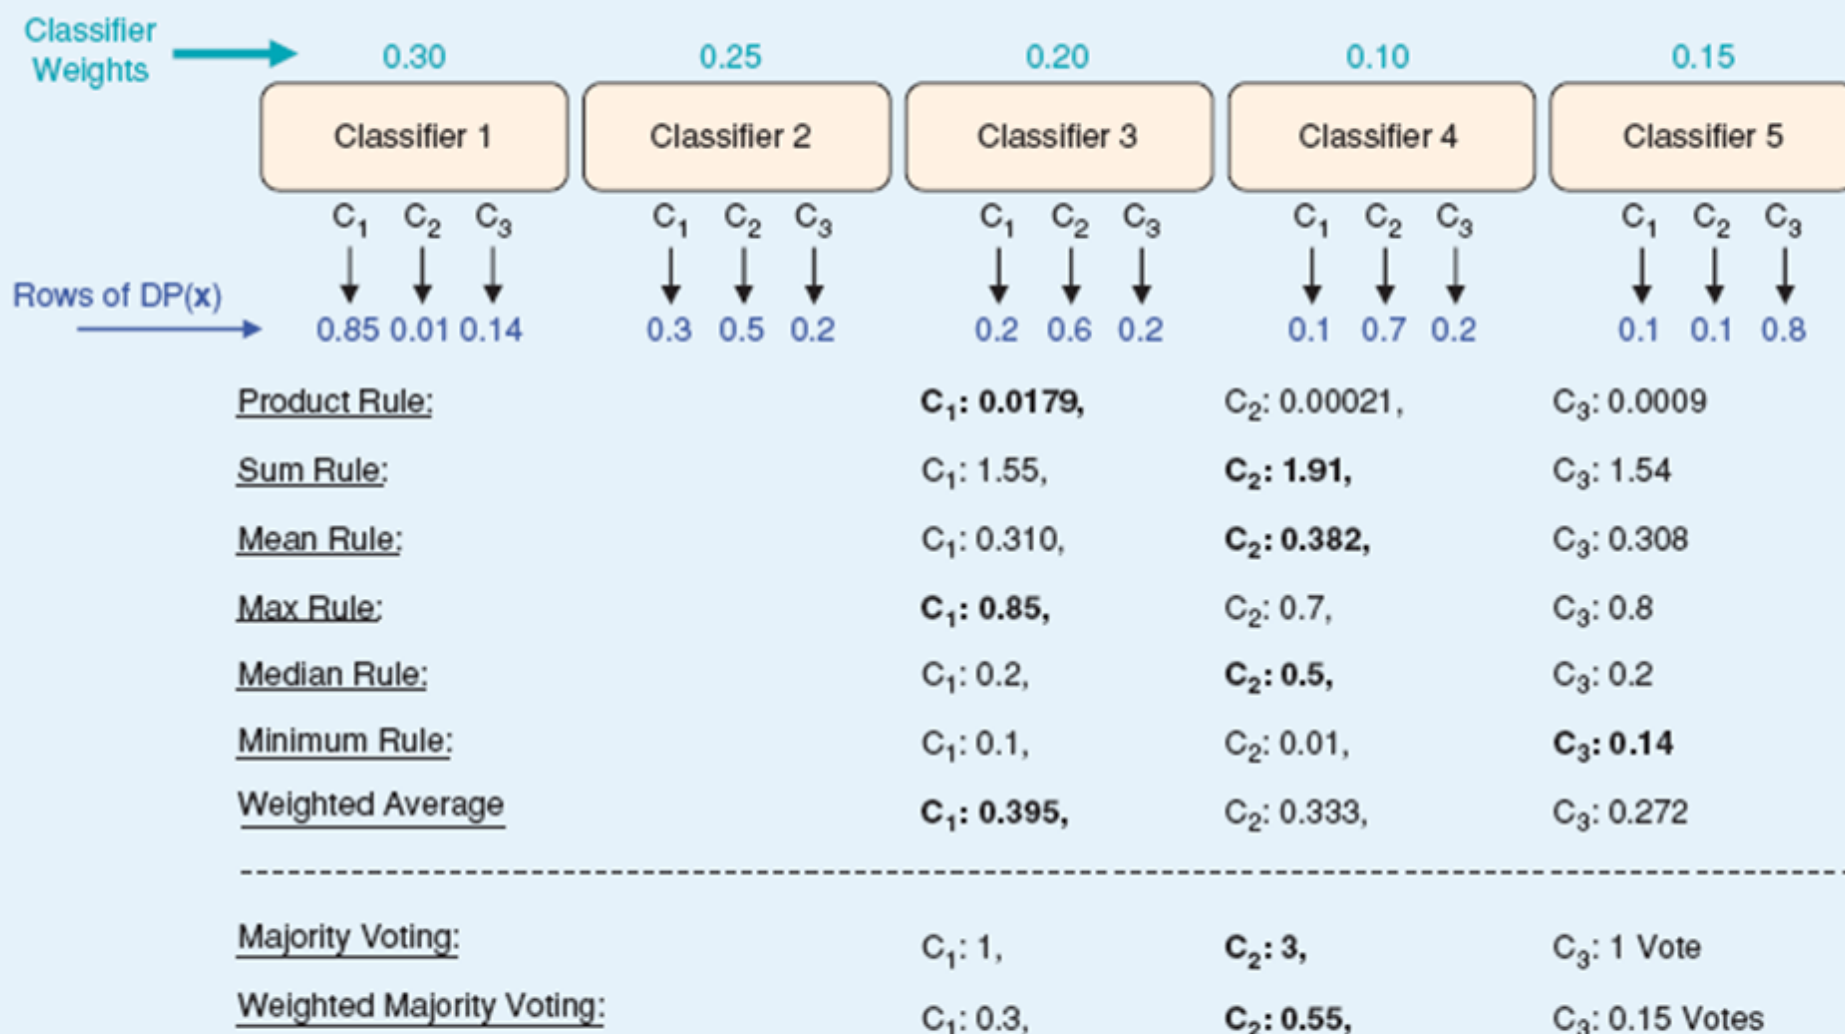 Classifier
Weights
0.30 0.25 0.20 0.10 0.15
Classifier 1 Classifier 2 Classifier 3 Classifier 4 Classifier 5
C1 C2 C3 C1 C2 C3 C1 C2 C3 C1 C2 C3 C1 C2 C3
Rows of DP(x)
0.85 0.01 0.14 0.3 0.5 0.2 0.2 0.6 0.2 0.1 0.7 0.2 0.1 0.1 0.8
Product Rule: C1: 0.0179, C2: 0.00021, C3: 0.0009
Sum Rule: C1: 1.55, C2: 1.91, C3: 1.54
Mean Rule: C1: 0.310, C2: 0.382, C3: 0.308
Max Rule: C1: 0.85, C2: 0.7, C3: 0.8
Median Rule: C1: 0.2, C2: 0.5, C3: 0.2
Minimum Rule: C1: 0.1, C2: 0.01, C3: 0.14
Weighted Average C1: 0.395, C2: 0.333, C3: 0.272
Majority Voting: C1: 1, C2: 3, C3: 1 Vote
Weighted Majority Voting: C1: 0.3, C2: 0.55, C3: 0.15 Votes